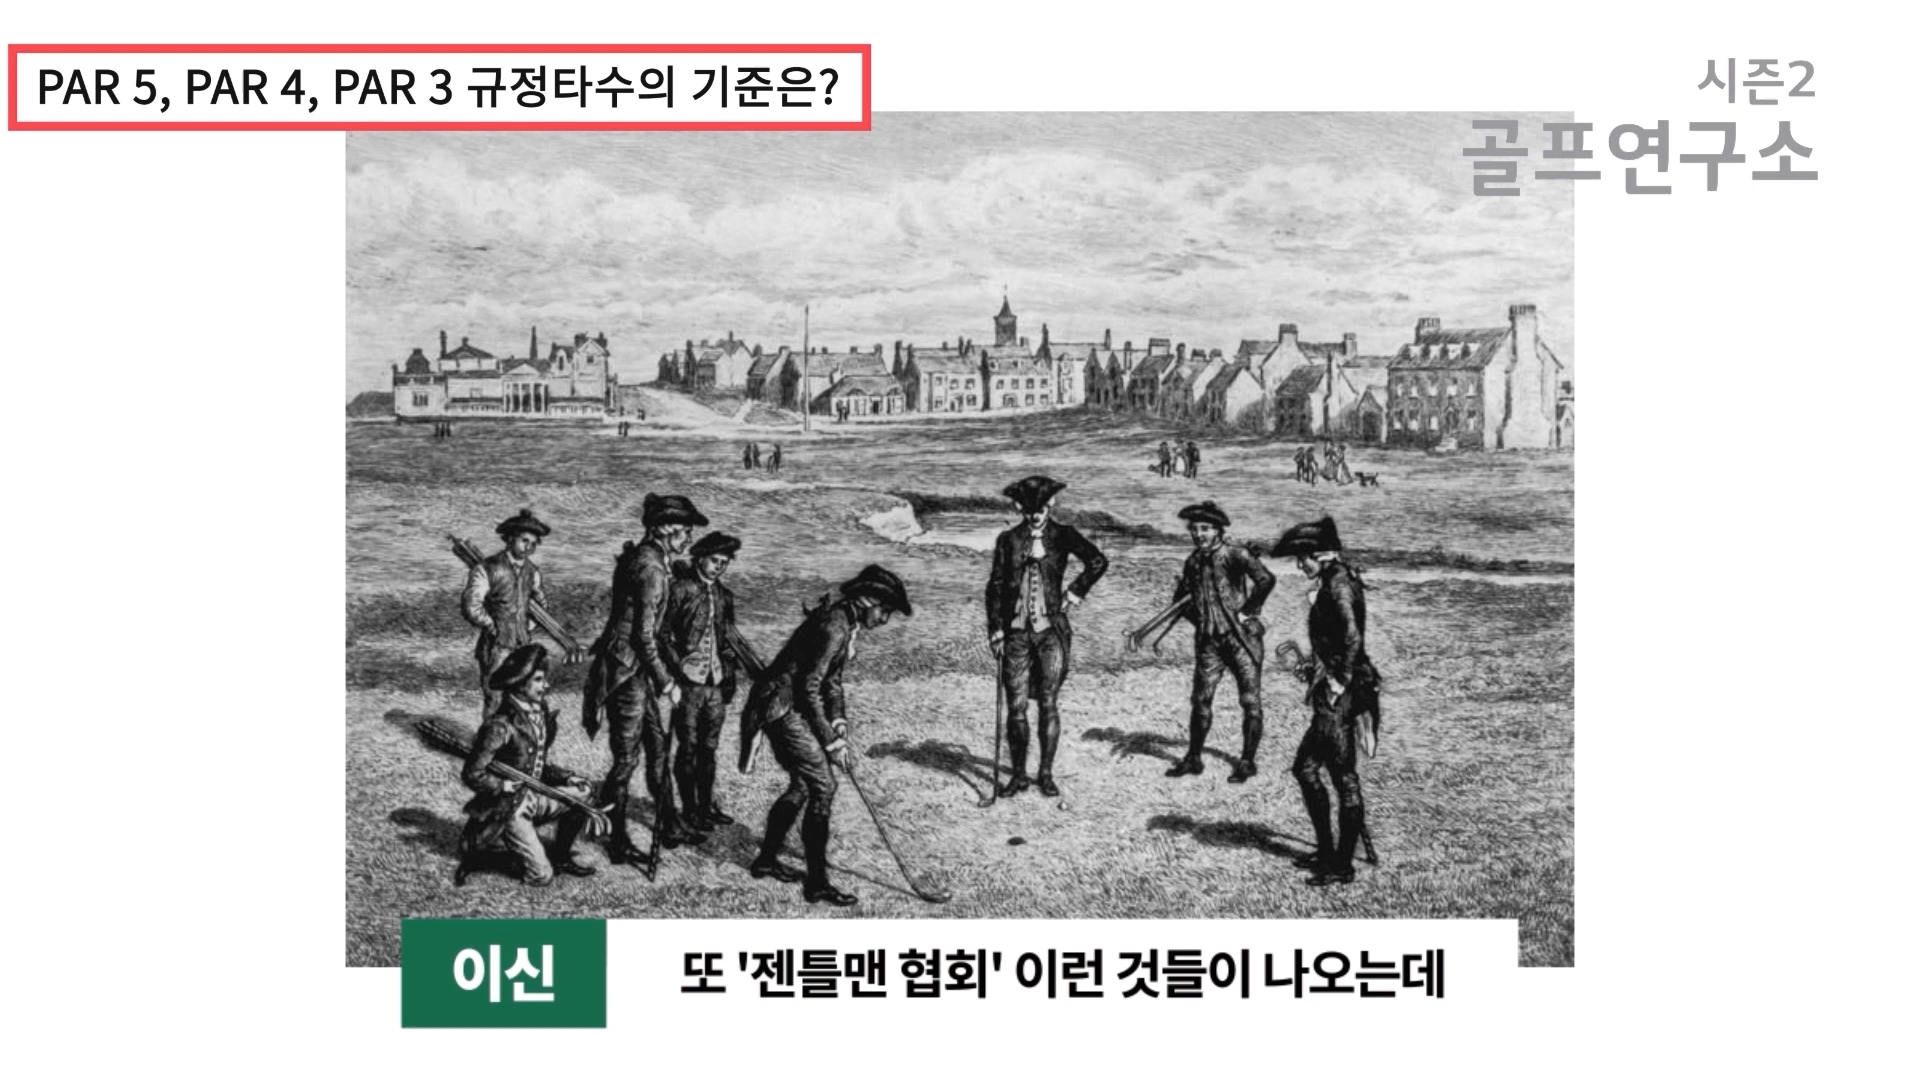 PAR 5, PAR 4, PAR 3 규정타수의 기준은?
시즌2
골프연구소
이신
또 '젠틀맨 협회' 이런 것들이 나오는데